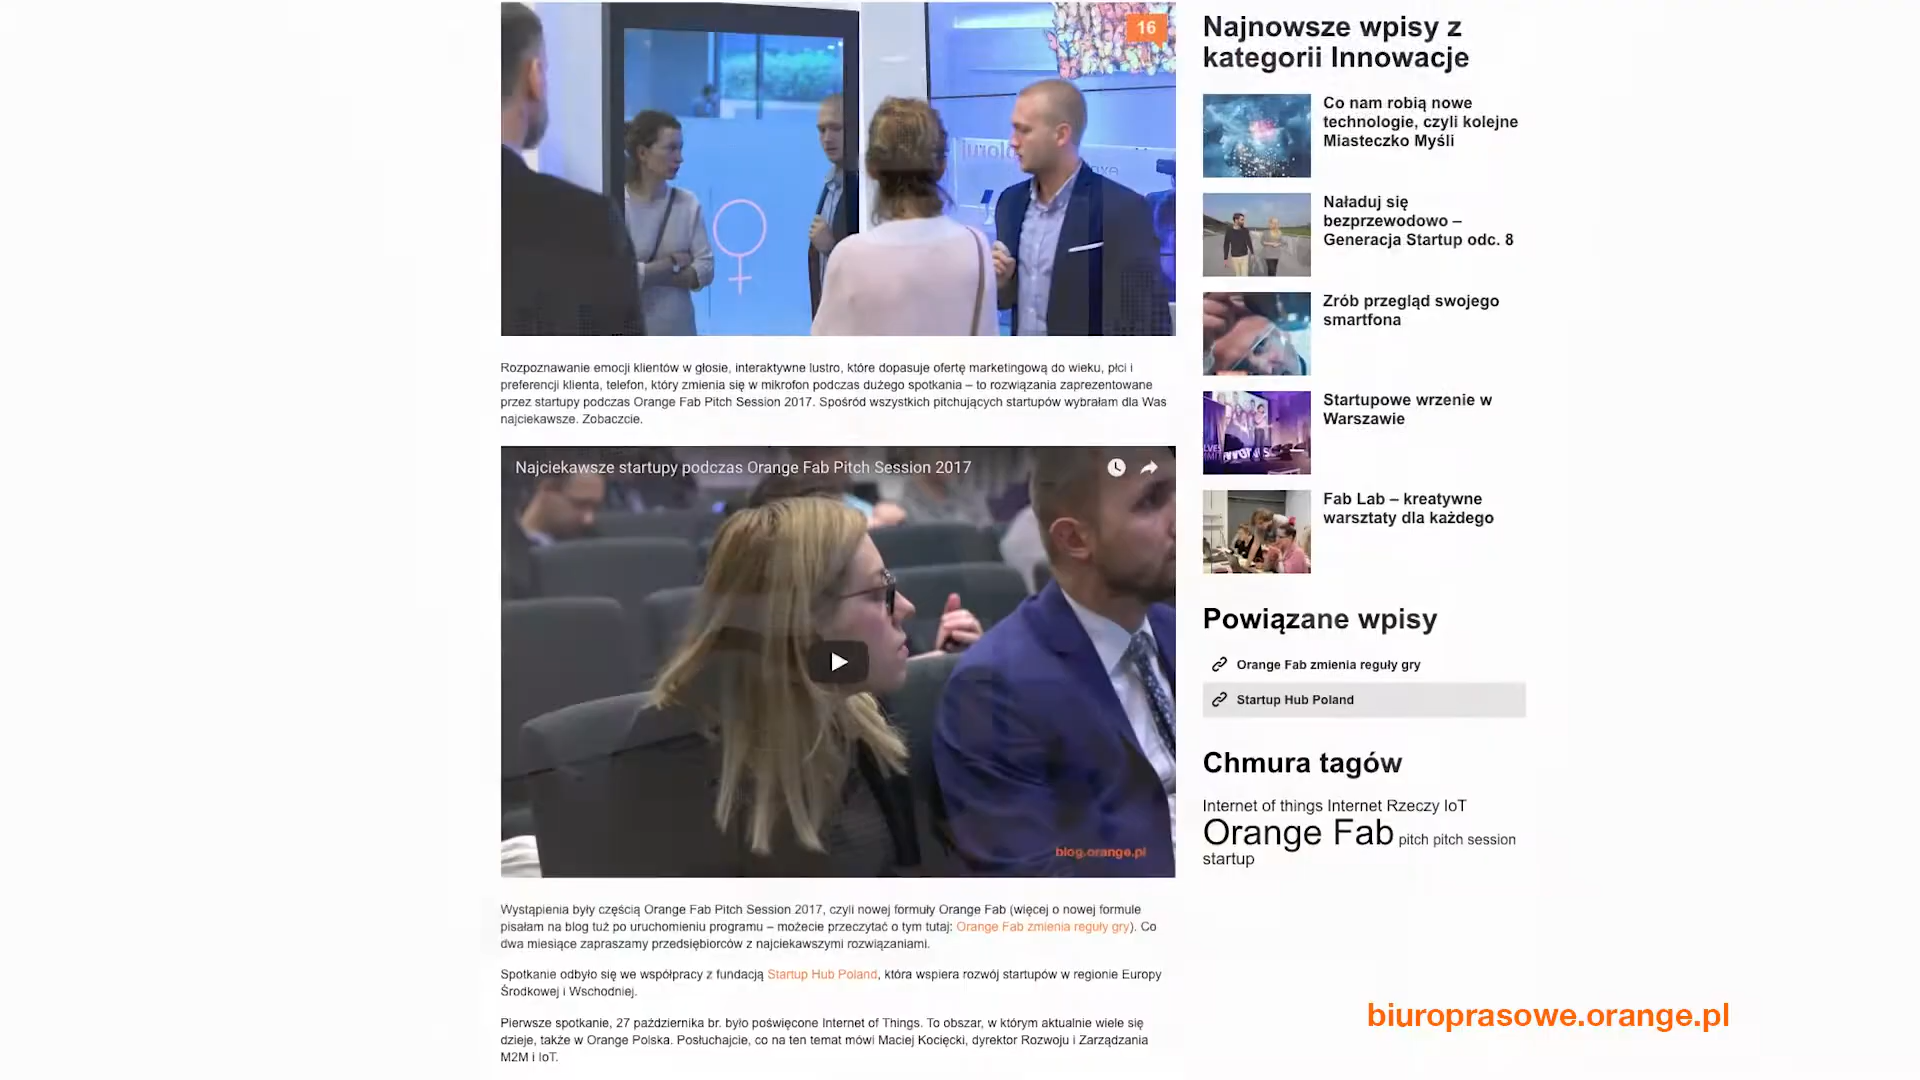 16
Rozpoznawanie emocji klientów w głosie, interaktywne lustro, które dopasuje ofertę marketingową do wieku, płci i
preferencji klienta, telefon, który zmienia się w mikrofon podczas dużego spotkania – to rozwiązania zaprezentowane
przez startupy podczas Orange Fab Pitch Session 2017. Spośród wszystkich pitchujących startupów wybrałam dla Was
najciekawsze. Zobaczcie.
Najciekawsze startupy podczas Orange Fab Pitch Session 2017
blog.orange.pl
Wystąpienia były częścią Orange Fab Pitch Session 2017, czyli nowej formuły Orange Fab (więcej o nowej formule
pisałam na blog tuż po uruchomieniu programu – możecie przeczytać o tym tutaj: Orange Fab zmienia reguły gry). Co
dwa miesiące zapraszamy przedsiębiorców z najciekawszymi rozwiązaniami.
Spotkanie odbyło się we współpracy z fundacją Startup Hub Poland, która wspiera rozwój startupów w regionie Europy
Środkowej i Wschodniej.
Pierwsze spotkanie, 27 października br. było poświęcone Internet of Things. To obszar, w którym aktualnie wiele się
dzieje, także w Orange Polska. Posłuchajcie, co na ten temat mówi Maciej Kocięcki, dyrektor Rozwoju i Zarządzania
M2M i IoT.
Najnowsze wpisy z
kategorii Innowacje
Co nam robią nowe
technologie, czyli kolejne
Miasteczko Myśli
Naładuj się
bezprzewodowo –
Generacja Startup odc. 8
Zrób przegląd swojego
smartfona
Startupowe wrzenie w
Warszawie
Fab Lab – kreatywne
warsztaty dla każdego
Powiązane wpisy
Orange Fab zmienia reguły gry
Startup Hub Poland
Chmura tagów
Internet of things Internet Rzeczy IoT
Orange Fab pitch pitch session
startup
biuroprasowe.orange.pl